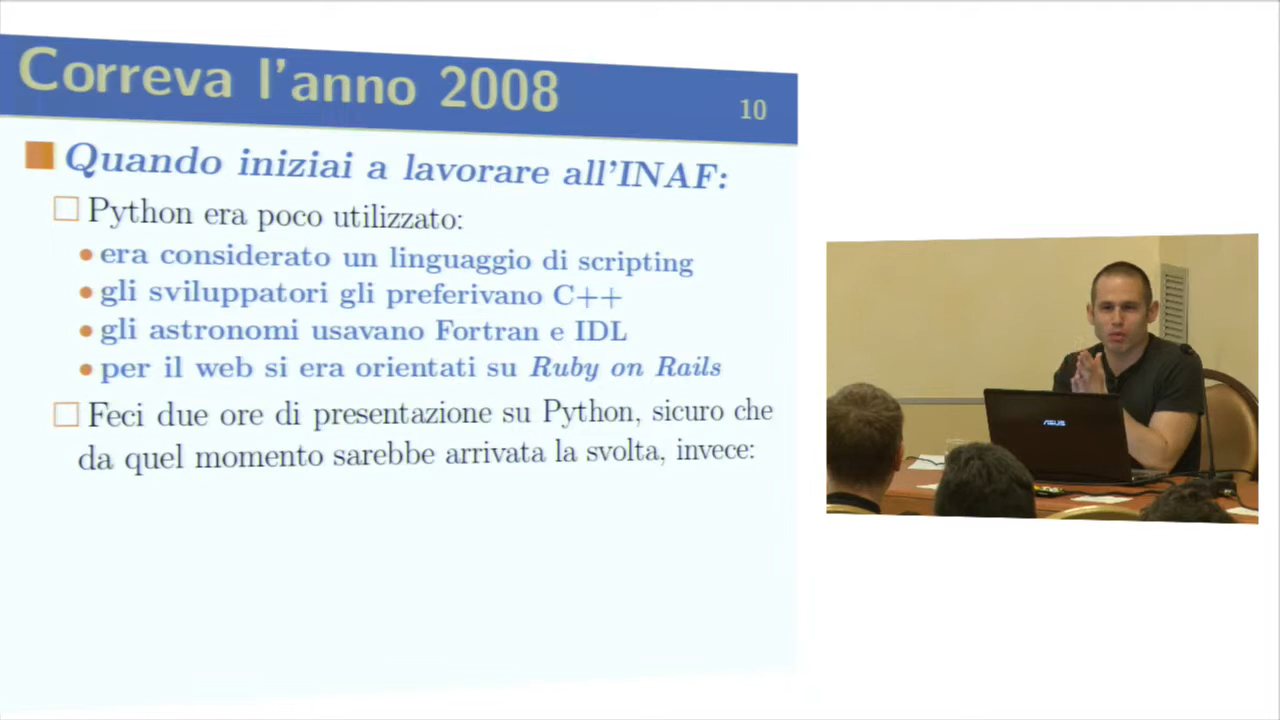 Correva l'anno 2008
10
Quando iniziai a lavorare all'INAF:
Python era poco utilizzato:
era considerato un linguaggio di scripting
gli sviluppatori gli preferivano C++
gli astronomi usavano Fortran e IDL
per il web si era orientati su Ruby on Rails
Feci due ore di presentazione su Python, sicuro che
da quel momento sarebbe arrivata la svolta, invece:
ASUS